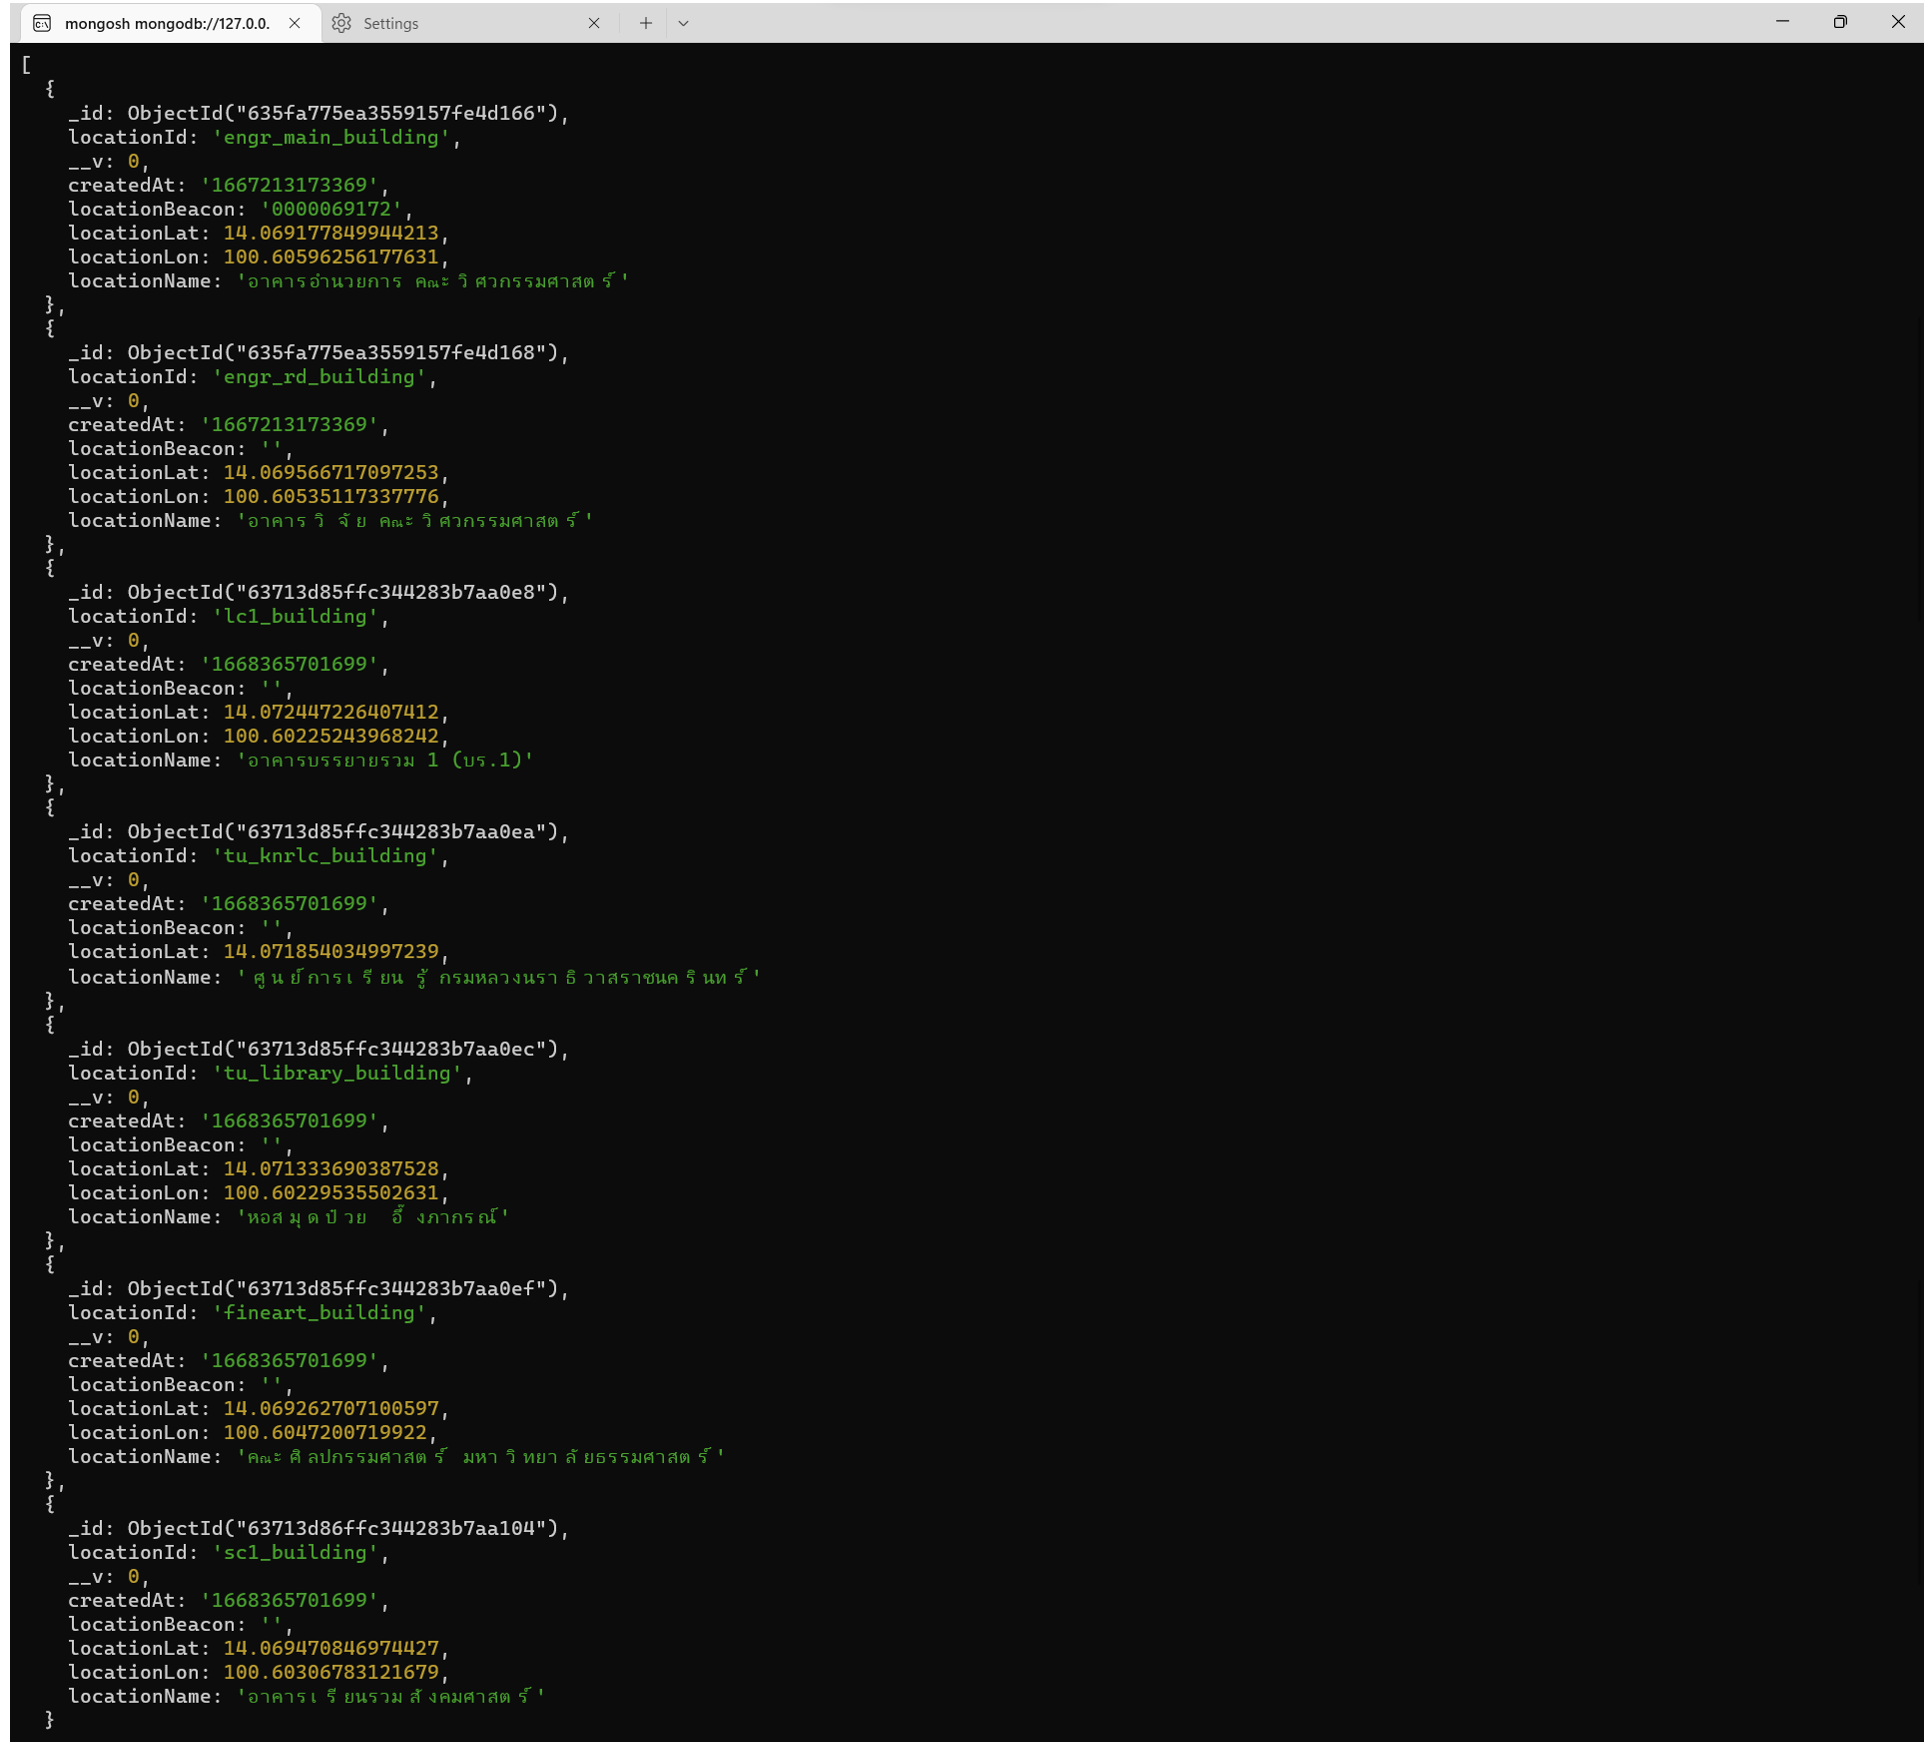 mongosh mongodb://127.0.0.
Settings
[
{
_id: ObjectId("635fa775ea3559157fe4d166"),
locationId: 'engr_main_building',
__v: 0,
createdAt: '1667213173369',
locationBeacon: '0000069172',
locationLat: 14.069177849944213,
locationLon: 100.60596256177631,
locationName: 'อาคารอำนวยการ คณะวิศวกรรมศาสตร์'
},
{
_id: ObjectId("635fa775ea3559157fe4d168"),
locationId: 'engr_rd_building',
__v: 0,
createdAt: '1667213173369',
locationBeacon: '',
locationLat: 14.069566717097253,
locationLon: 100.60535117337776,
locationName: 'อาคารวิจัย คณะวิศวกรรมศาสตร์'
},
{
_id: ObjectId("63713d85ffc344283b7aa0e8"),
locationId: 'lc1_building',
__v: 0,
createdAt: '1668365701699',
locationBeacon: '',
locationLat: 14.072447226407412,
locationLon: 100.60225243968242,
locationName: 'อาคารบรรยายรวม 1 (บร.1)'
},
{
_id: ObjectId("63713d85ffc344283b7aa0ea"),
locationId: 'tu_knrlc_building',
__v: 0,
createdAt: '1668365701699',
locationBeacon: '',
locationLat: 14.071854034997239,
locationName: 'ศูนย์การเรียนรู้ กรมหลวงนราธิวาสราชนครินทร์'
},
{
_id: ObjectId("63713d85ffc344283b7aa0ec"),
locationId: 'tu_library_building',
__v: 0,
createdAt: '1668365701699',
locationBeacon: '',
locationLat: 14.071333690387528,
locationLon: 100.60229535502631,
locationName: 'หอสมุดป๋วย อึ๊งภากรณ์'
},
{
_id: ObjectId("63713d85ffc344283b7aa0ef"),
locationId: 'fineart_building',
__v: 0,
createdAt: '1668365701699',
locationBeacon: '',
locationLat: 14.069262707100597,
locationLon: 100.6047200719922,
locationName: 'คณะศิลปกรรมศาสตร์ มหาวิทยาลัยธรรมศาสตร์'
},
{
_id: ObjectId("63713d86ffc344283b7aa104"),
locationId: 'sc1_building',
__v: 0,
createdAt: '1668365701699',
locationBeacon: '',
locationLat: 14.069470846974427,
locationLon: 100.60306783121679,
locationName: 'อาคารเรียนรวมสังคมศาสตร์'
}